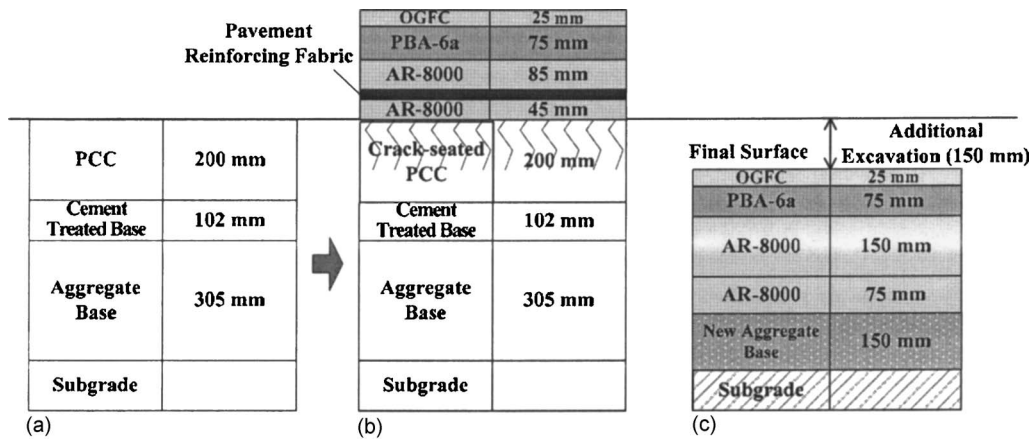 Pavement
Reinforcing Fabric
PCC
200 mm
Cement
Treated Base
102 mm
Aggregate
Base
305 mm
Subgrade
(a)
OGFC
25 mm
PBA-6a
75 mm
AR-8000
85 mm
AR-8000
45 mm
Crack-seated
PCC
200 mm
Cement
Treated Base
102 mm
Aggregate
Base
305 mm
Subgrade
(b)
Final Surface
Additional
Excavation (150 mm)
OGFC
25 mm
PBA-6a
75 mm
AR-8000
150 mm
AR-8000
75 mm
New Aggregate
Base
150 mm
Subgrade
(c)